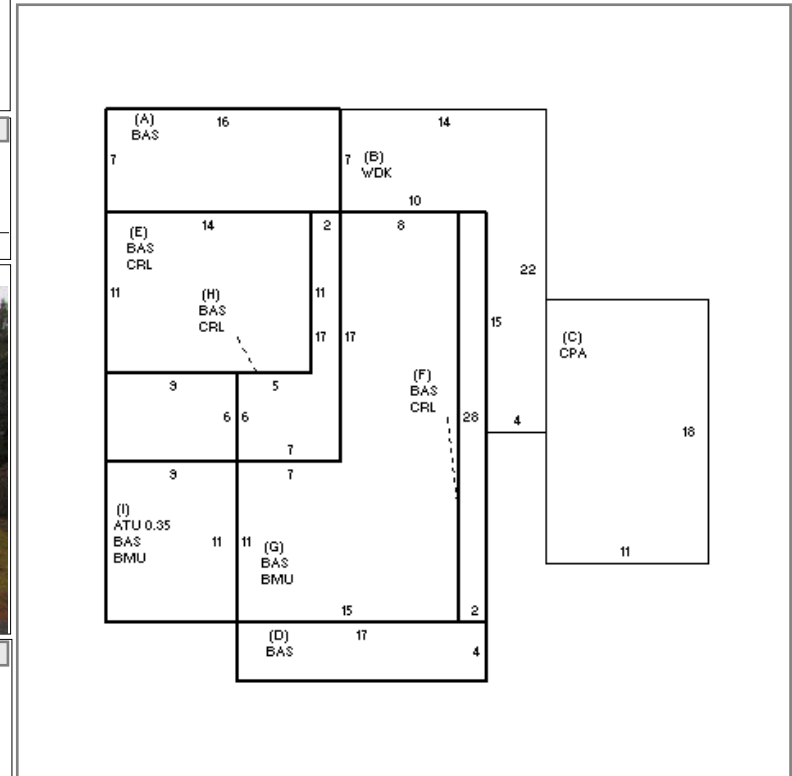 (A)
BAS
16
14
7
7
(B)
WDK
10
14
2
8
(E)
BAS
CRL
22
11
(H)
BAS
CRL
11
15
17
17
(C)
CPA
(F)
BAS
CRL
9
5
6
6
28
4
18
7
9
7
(I)
ATU 0.35
BAS
BMU
11
11
(G)
BAS
BMU
11
15
2
(D)
BAS
17
4